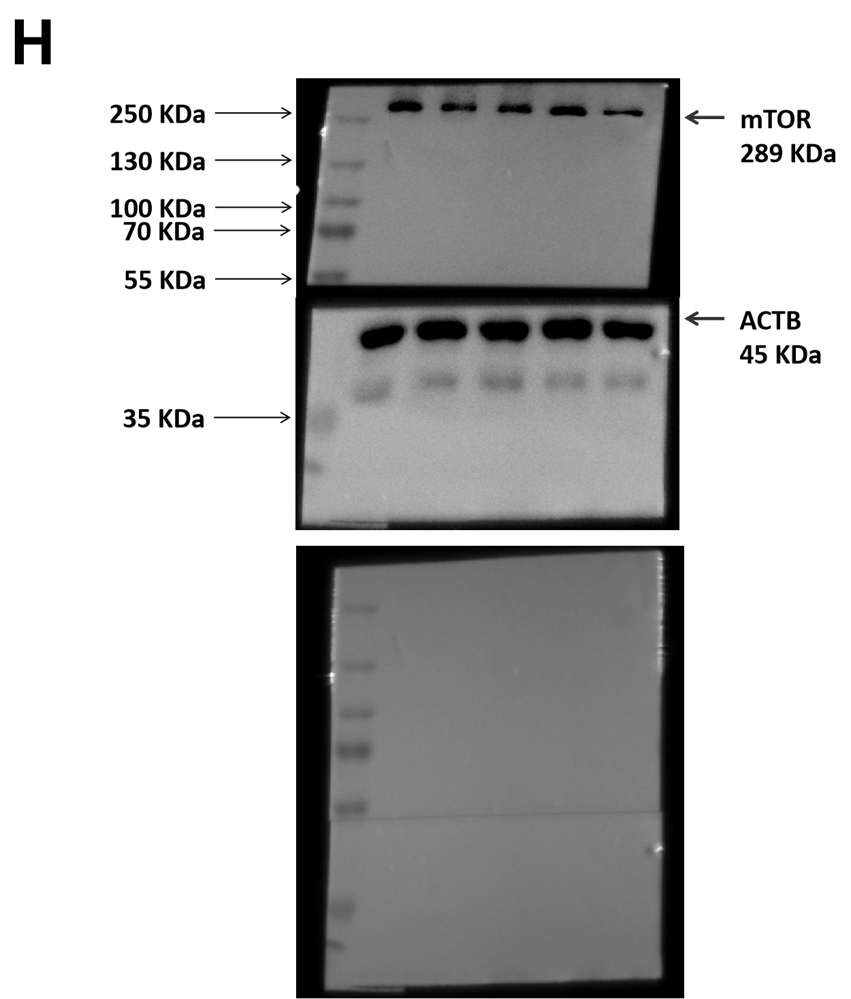 H
250 KDa
130 KDa
100 KDa
70 KDa
55 KDa
mTOR
289 KDa
ACTB
45 KDa
35 KDa